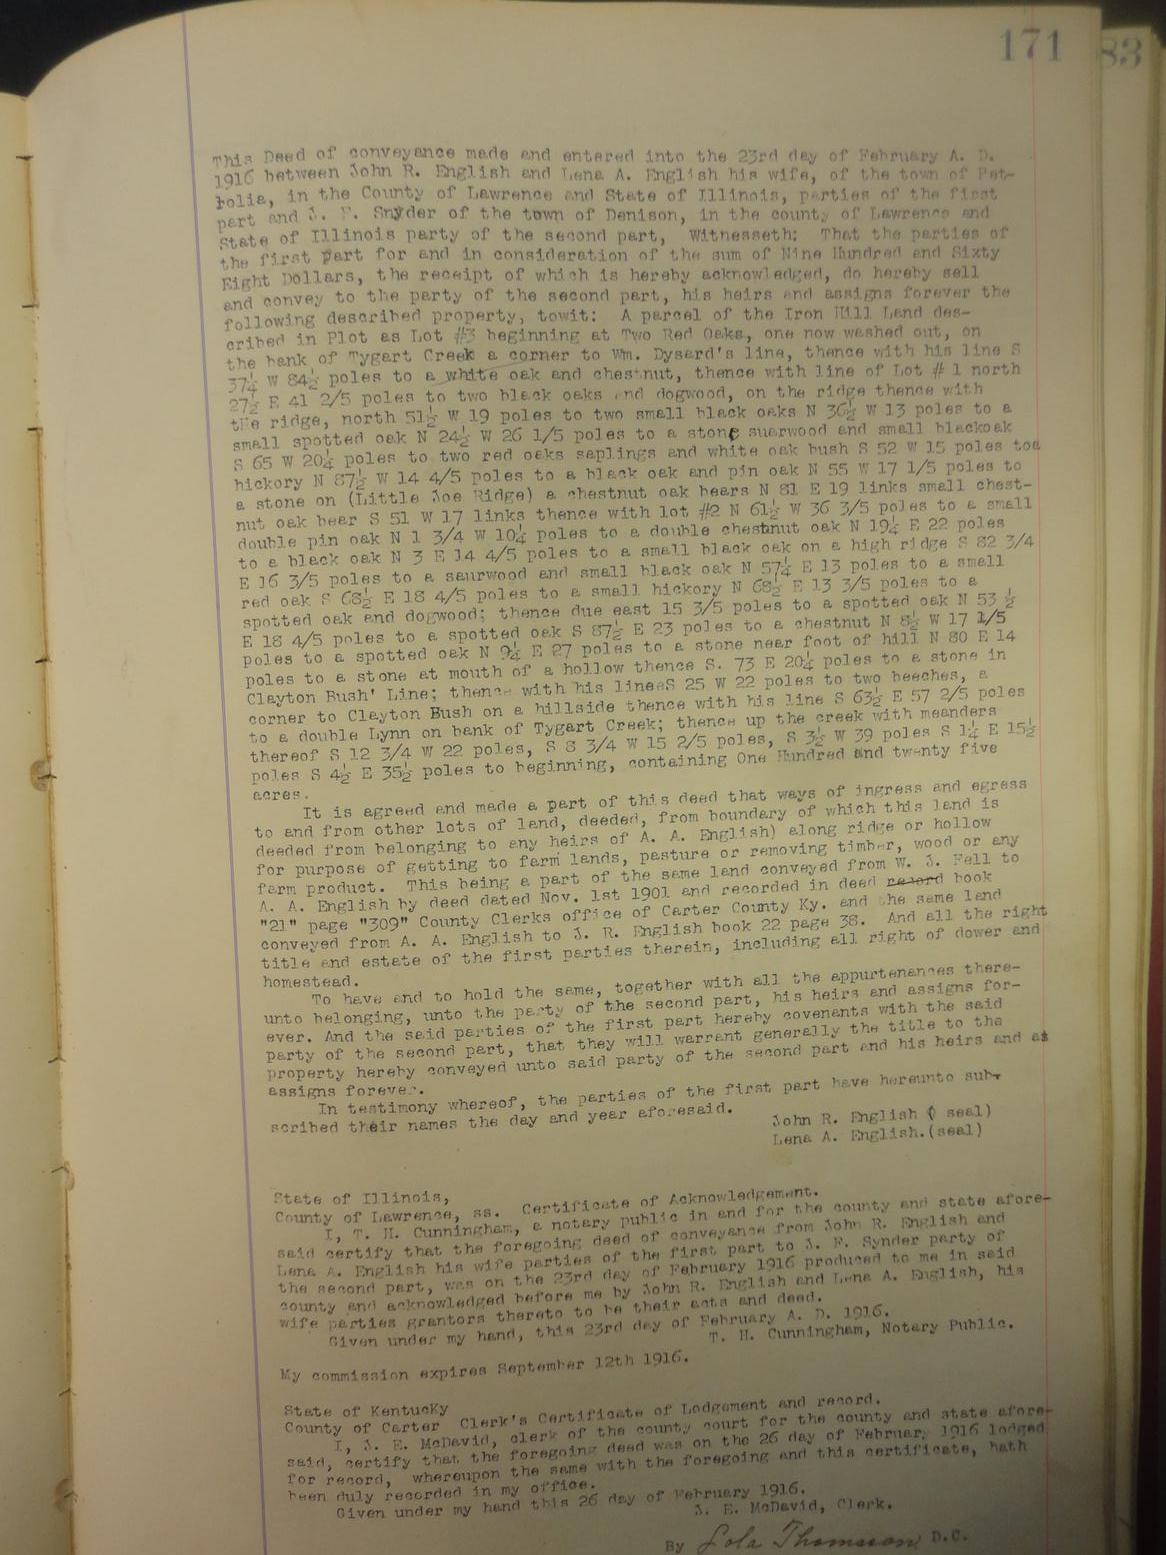 171
83
This Deed of conveyance made and entered into the 23rd day of February A. D.
1916 between John R. English and Lena A. English his wife, of the town of Pet-
rolia, in the County of Lawrence and State of Illinois, parties of the first
part and J. F. Snyder of the town of Denison, in the county of Lawrence and
State of Illinois party of the second part, Witnesseth: That the parties of
the first part for and in consideration of the sum of Nine Hundred and Sixty
Eight Dollars, the receipt of which is hereby acknowledged, do hereby sell
and convey to the party of the second part, his heirs and assigns forever the
following described property, towit: A parcel of the Iron Hill Land des-
cribed in Plot as Lot #3 beginning at Two Red Oaks, one now washed out, on
the bank of Tygart Creek a corner to Wm. Dysard's line, thence with his line S
37¼ W 84½ poles to a white oak and chestnut, thence with line of Lot # 1 north
27½ E 41 2/5 poles to two black oaks and dogwood, on the ridge thence with
the ridge, north 51½ W 19 poles to two small black oaks N 36½ W 13 poles to a
small spotted oak N 24½ W 26 1/5 poles to a stone suarwood and small blackoak
S 65 W 20¼ poles to two red oaks saplings and white oak bush S 52 W 15 poles toa
hickory N 87½ W 14 4/5 poles to a black oak and pin oak N 55 W 17 1/5 poles to
a stone on (Little Joe Ridge) a chestnut oak bears N 81 E 19 links small chest-
nut oak bear S 51 W 17 links thence with lot #2 N 61½ W 36 3/5 poles to a small
double pin oak N 1 3/4 W 10¼ poles to a double chestnut oak N 19¼ E 22 poles
to a black oak N 3 E 14 4/5 poles to a small black oak on a high ridge S 82 3/4
E 16 3/5 poles to a saurwood and small black oak N 57¼ E 13 poles to a small
red oak S 68½ E 18 4/5 poles to a small hickory N 68½ E 13 3/5 poles to a
spotted oak and dogwood; thence due east 15 3/5 poles to a spotted oak N 53 ½
E 18 4/5 poles to a spotted oak S 87½ E 23 poles to a chestnut N 8½ W 17 1/5
poles to a spotted oak N 9¼ E 27 poles to a stone near foot of hill N 80 E 14
poles to a stone at mouth of a hollow thence S. 73 E 20¼ poles to a stone in
Clayton Bush' Line; thence with his lineeS 25 W 22 poles to two beeches, a
corner to Clayton Bush on a hillside thence with his line S 63½ E 57 2/5 poles
to a double Lynn on bank of Tygart Creek; thence up the creek with meanders
thereof S 12 3/4 W 22 poles, S 8 3/4 W 15 2/5 poles, S 3½ W 39 poles S 1¼ E 15½
poles S 4½ E 35½ poles to beginning, containing One Hundred and twenty five
acres.
It is agreed and made a part of this deed that ways of ingress and egress
to and from other lots of land, deeded, from boundary of which this land is
deeded from belonging to any heirs of A. A. English) along ridge or hollow
for purpose of getting to farm lands, pasture or removing timber, wood or any
farm product. This being a part of the same land conveyed from W. J. Fell to
A. A. English by deed dated Nov. 1st 1901 and recorded in deed record book
"21" page "309" County Clerks office of Carter County Ky. and the same land
conveyed from A. A. English to J. R. English book 22 page 38. And all the right
title and estate of the first parties therein, including all right of dower and
homestead.
To have and to hold the same, together with all the appurtenances there-
unto belonging, unto the party of the second part, his heirs and assigns for-
ever. And the said parties of the first part hereby covenants with the said
party of the second part, that they will warrant generally the title to the
property hereby conveyed unto said party of the second part and his heirs and as
assigns forever.
In testimony whereof, the parties of the first part have hereunto sub-
scribed their names the day and year aforesaid.
John R. English ( seal)
Lena A. English.(seal)
State of Illinois,
County of Lawrence, ss. Certificate of Acknowledgement.
I, T. H. Cunningham, a notary public in and for the county and state afore-
said certify that the foregoing deed of conveyance from John R. English and
Lena A. English his wife parties of the first part to J. F. Synder party of
the second part, was on the 23rd day of February 1916 produced to me in said
county and acknowledged before me by John R. English and Lena A. English, his
wife parties grantors thereto to be their acts and deed.
Given under my hand, this 23rd day of February A. D. 1916.
T. H. Cunningham, Notary Public.
My commission expires September 12th 1916.
State of Kentucky
County of Carter Clerk's Certificate of Lodgement and record.
I, J. E. McDavid, clerk of the county court for the county and state afore-
said, certify that the foregoing deed was on the 26 day of Februar, 1916 lodged
for record, whereupon the same with the foregoing and this certificate, hath
been duly recorded in my office.
Given under my hand this 26 day of February 1916.
J. E. McDavid, Clerk.
By Lola Thomason D.C.